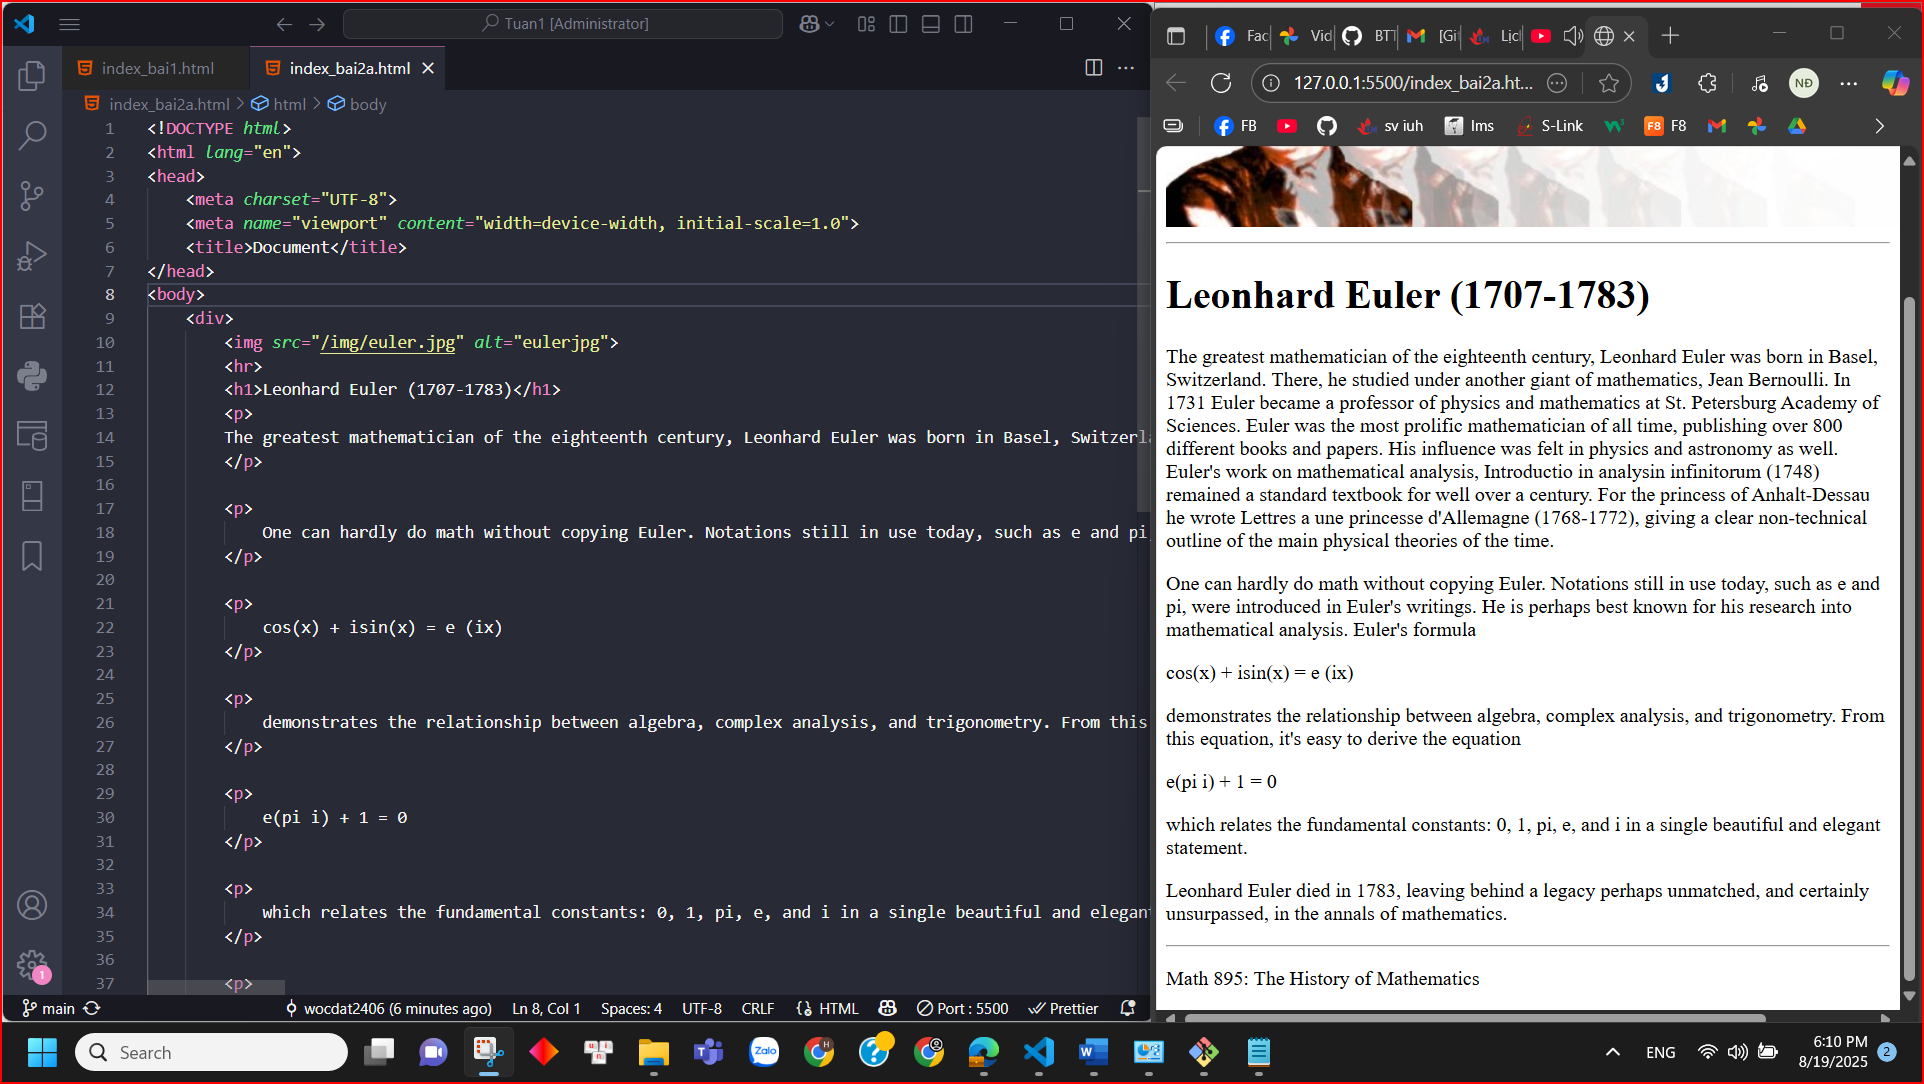 Tuan1 [Administrator]
index_bai1.html
index_bai2a.html
index_bai2a.html > html > body
1 <!DOCTYPE html>
2 <html lang="en">
3 <head>
4 <meta charset="UTF-8">
5 <meta name="viewport" content="width=device-width, initial-scale=1.0">
6 <title>Document</title>
7 </head>
8 <body>
9 <div>
10 <img src="/img/euler.jpg" alt="eulerjpg">
11 <hr>
12 <h1>Leonhard Euler (1707-1783)</h1>
13 <p>
14 The greatest mathematician of the eighteenth century, Leonhard Euler was born in Basel, Switzerla
15 </p>
16
17 <p>
18 One can hardly do math without copying Euler. Notations still in use today, such as e and pi,
19 </p>
20
21 <p>
22 cos(x) + isin(x) = e (ix)
23 </p>
24
25 <p>
26 demonstrates the relationship between algebra, complex analysis, and trigonometry. From this
27 </p>
28
29 <p>
30 e(pi i) + 1 = 0
31 </p>
32
33 <p>
34 which relates the fundamental constants: 0, 1, pi, e, and i in a single beautiful and elegan
35 </p>
36
37 <p>
1
main
wocdat2406 (6 minutes ago)
Ln 8, Col 1
Spaces: 4
UTF-8
CRLF
HTML
Port : 5500
Prettier
Fac
Vid
BTT
[Gi
Lịc
127.0.0.1:5500/index_bai2a.ht...
NĐ
FB
sv iuh
lms
S-Link
F8 F8
Leonhard Euler (1707-1783)
The greatest mathematician of the eighteenth century, Leonhard Euler was born in Basel,
Switzerland. There, he studied under another giant of mathematics, Jean Bernoulli. In
1731 Euler became a professor of physics and mathematics at St. Petersburg Academy of
Sciences. Euler was the most prolific mathematician of all time, publishing over 800
different books and papers. His influence was felt in physics and astronomy as well.
Euler's work on mathematical analysis, Introductio in analysin infinitorum (1748)
remained a standard textbook for well over a century. For the princess of Anhalt-Dessau
he wrote Lettres a une princesse d'Allemagne (1768-1772), giving a clear non-technical
outline of the main physical theories of the time.
One can hardly do math without copying Euler. Notations still in use today, such as e and
pi, were introduced in Euler's writings. He is perhaps best known for his research into
mathematical analysis. Euler's formula
cos(x) + isin(x) = e (ix)
demonstrates the relationship between algebra, complex analysis, and trigonometry. From
this equation, it's easy to derive the equation
e(pi i) + 1 = 0
which relates the fundamental constants: 0, 1, pi, e, and i in a single beautiful and elegant
statement.
Leonhard Euler died in 1783, leaving behind a legacy perhaps unmatched, and certainly
unsurpassed, in the annals of mathematics.
Math 895: The History of Mathematics
Search
Zalo
ENG
6:10 PM
8/19/2025
2